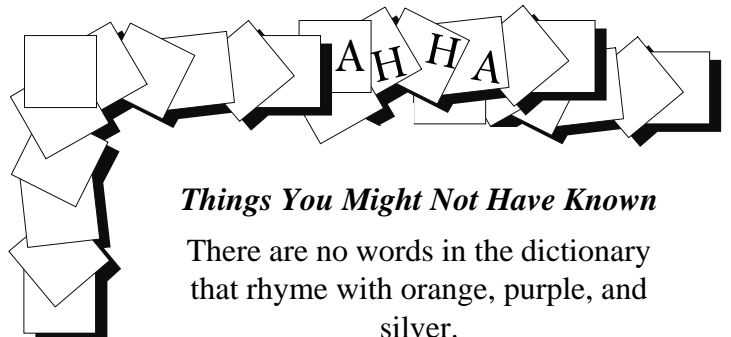 A H H A
Things You Might Not Have Known
There are no words in the dictionary
that rhyme with orange, purple, and
silver.